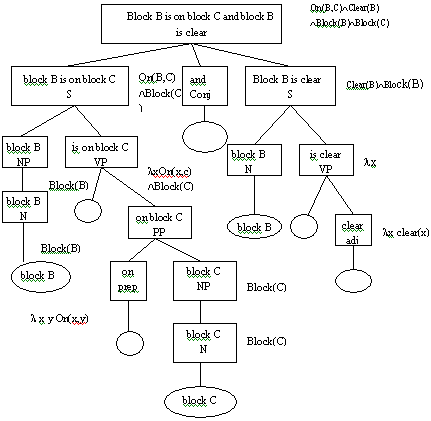 Block B is on block C and block B
is clear
On(B,C)˄Clear(B)
˄Block(B)˄Block(C)
block B is on block C
S
On(B,C)
˄Block(C
)
and
Conj
Block B is clear
S
Clear(B)˄Block(B)
block B
NP
is on block C
VP
block B
N
is clear
VP
λx
λxOn(x,c)
˄Block(C)
block B
N
Block(B)
on block C
PP
block B
clear
adj
λx clear(x)
Block(B)
block B
on
prep
block C
NP
Block(C)
λ x y On(x,y)
block C
N
Block(C)
block C